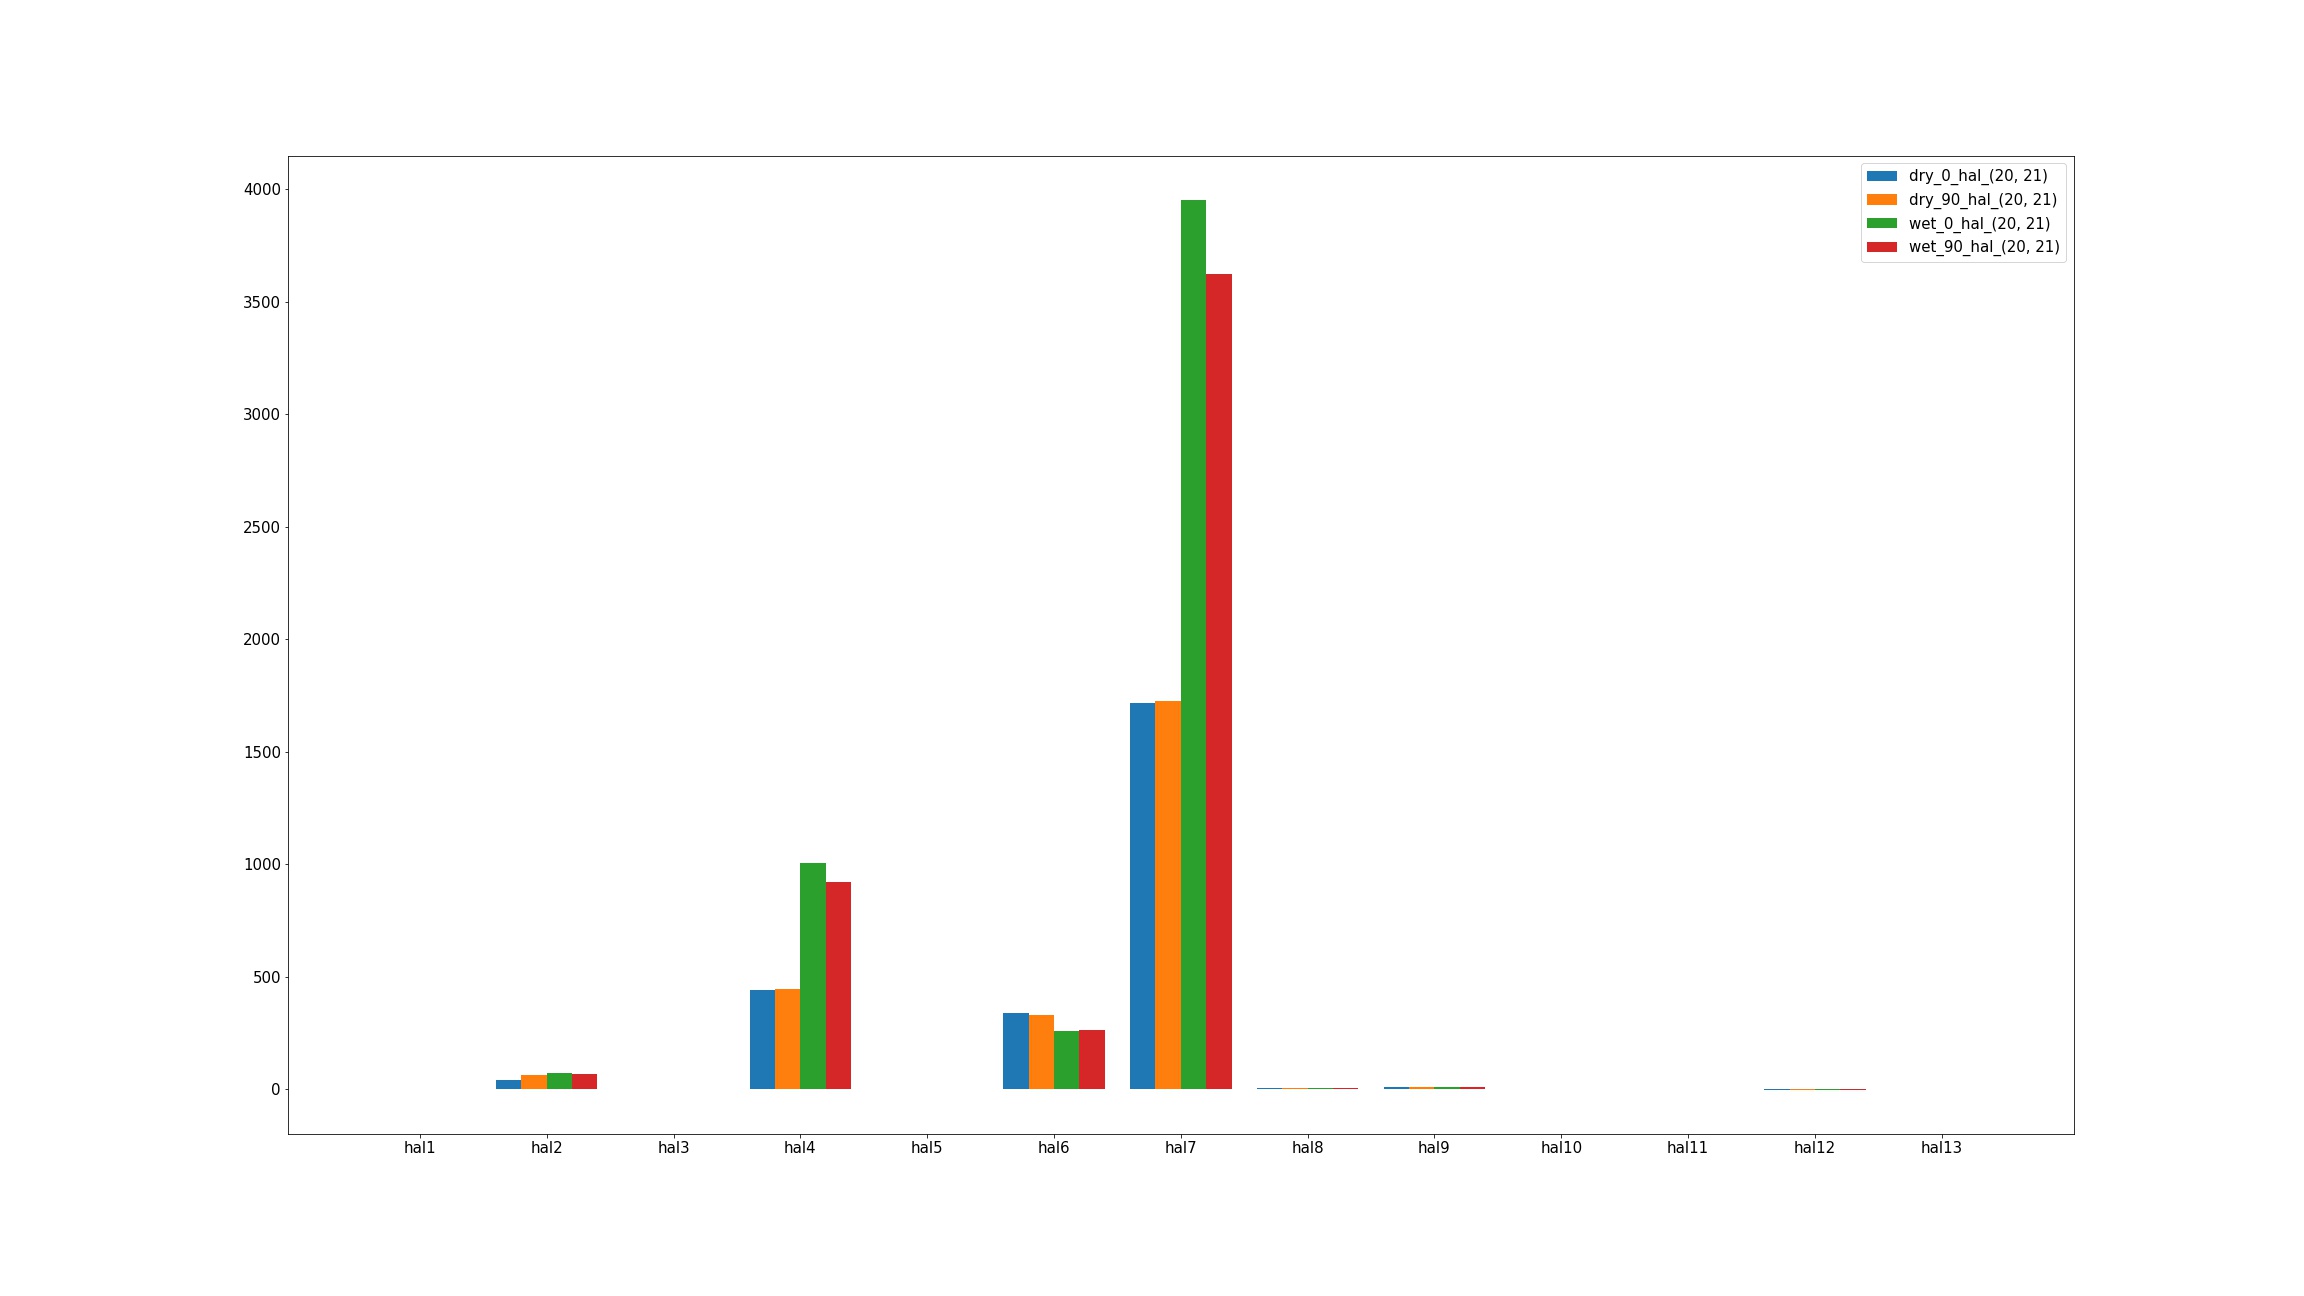 4000
3500
3000
2500
2000
1500
1000
500
0
hal1 hal2 hal3 hal4 hal5 hal6 hal7 hal8 hal9 hal10 hal11 hal12 hal13
dry_0_hal_(20, 21)
dry_90_hal_(20, 21)
wet_0_hal_(20, 21)
wet_90_hal_(20, 21)